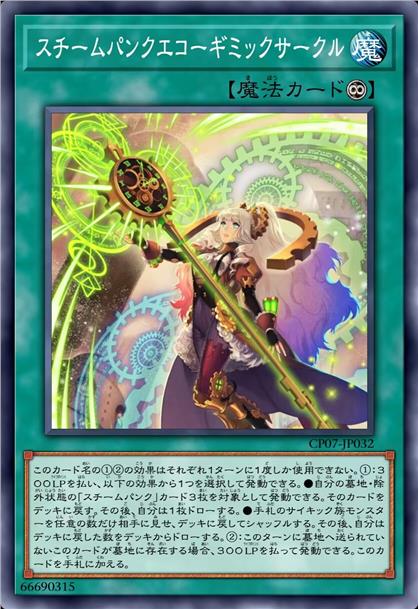 スチームパンクエコーギミックサークル 魔
【魔法カード】
CP07-JP032
このカード名の①②の効果はそれぞれ1ターンに1度しか使用できない。①:3
00LPを払い、以下の効果から1つを選択して発動できる。●自分の墓地・除
外状態の「スチームパンク」カード3枚を対象として発動できる。そのカードを
デッキに戻す。その後、自分は1枚ドローする。●手札のサイキック族モンスタ
ーを任意の数だけ相手に見せ、デッキに戻してシャッフルする。その後、自分は
デッキに戻した数をデッキからドローする。②:このターンに墓地へ送られてい
ないこのカードが墓地に存在する場合、300LPを払って発動できる。このカー
ドを手札に加える。
66690315